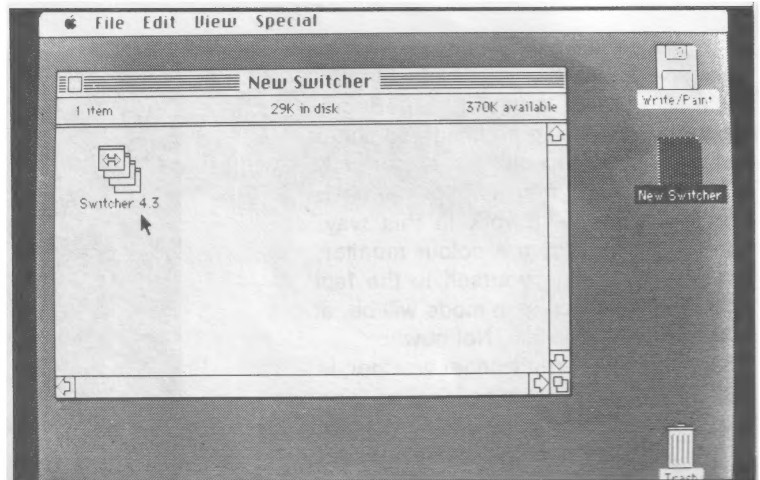 File Edit View Special
New Switcher
1 item 29K in disk 370K available
Write/Paint
Switcher 4.3
New Switcher
Trash